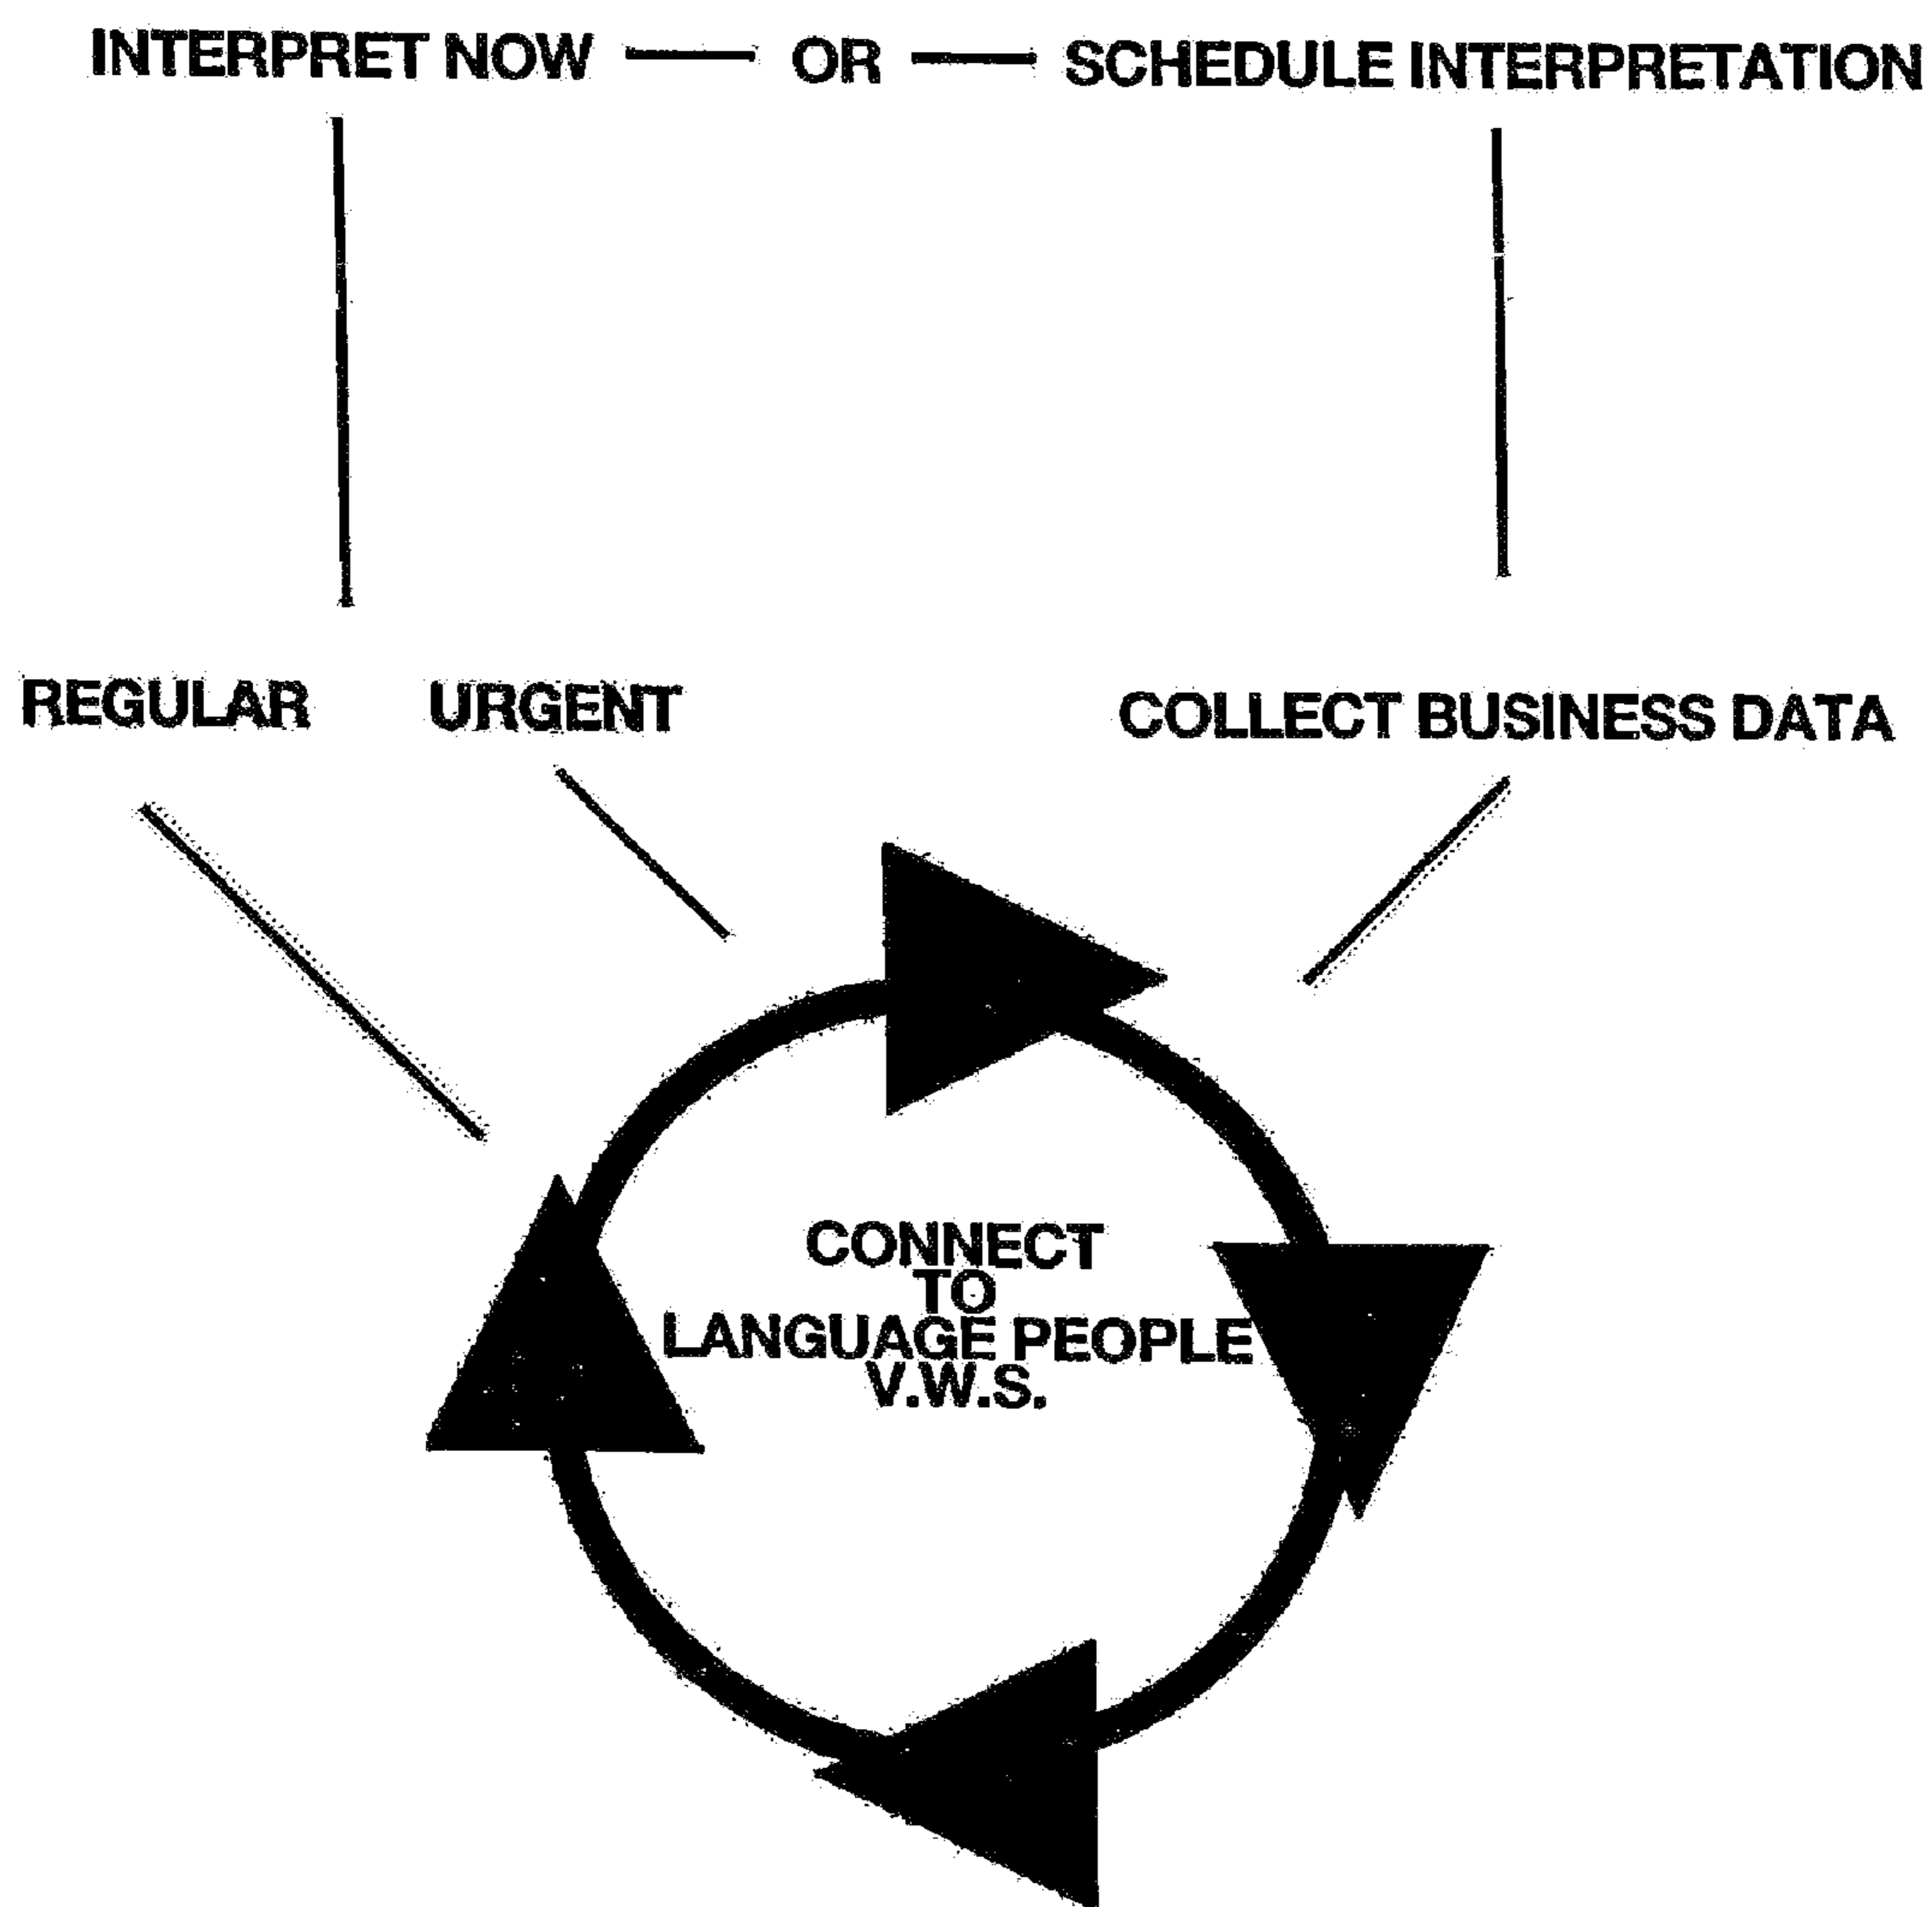 INTERPRET NOW — OR — SCHEDULE INTERPRETATION
REGULAR URGENT COLLECT BUSINESS DATA
CONNECT
TO
LANGUAGE PEOPLE
V.W.S.